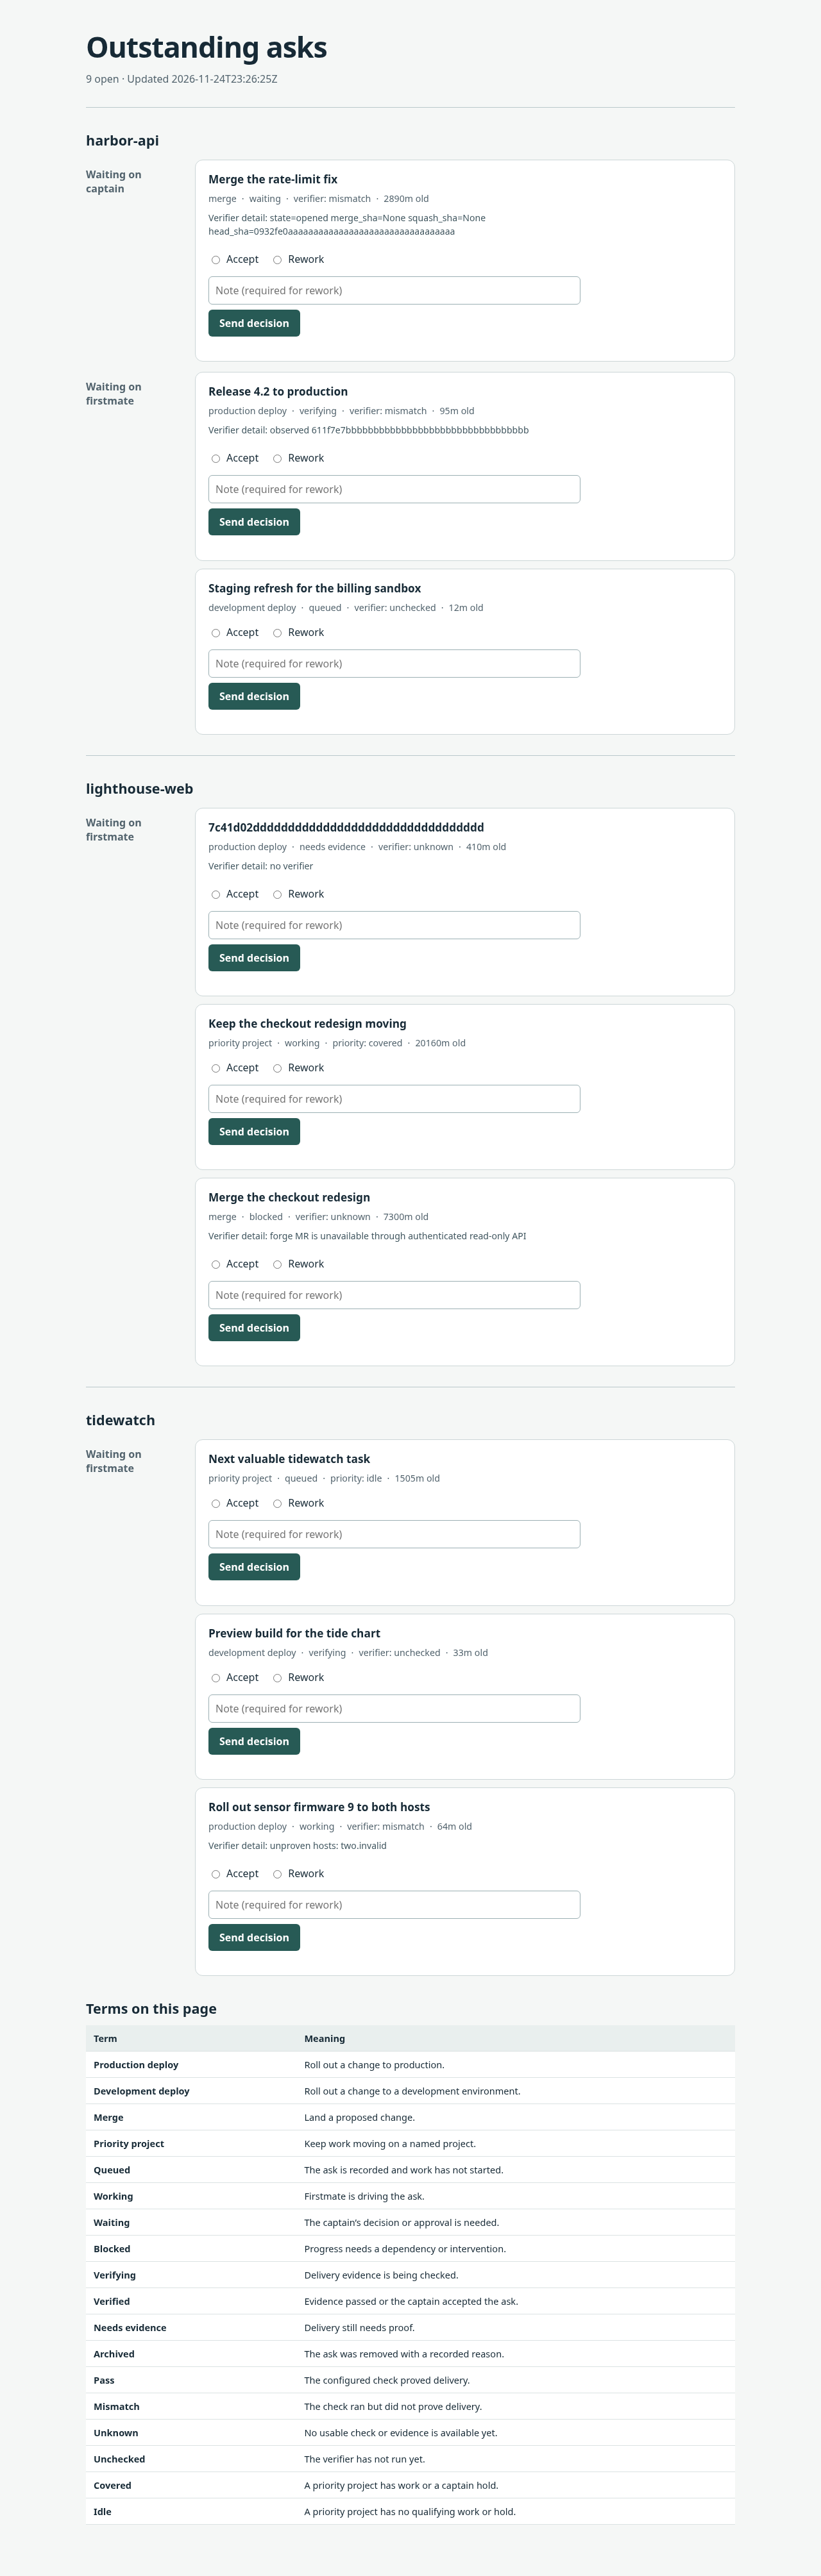 Outstanding asks
9 open · Updated 2026-11-24T23:26:25Z
harbor-api
Waiting on
captain
Merge the rate-limit fix
merge · waiting · verifier: mismatch · 2890m old
Verifier detail: state=opened merge_sha=None squash_sha=None
head_sha=0932fe0aaaaaaaaaaaaaaaaaaaaaaaaaaaaaaaaa
Accept Rework
Note (required for rework)
Send decision
Waiting on
firstmate
Release 4.2 to production
production deploy · verifying · verifier: mismatch · 95m old
Verifier detail: observed 611f7e7bbbbbbbbbbbbbbbbbbbbbbbbbbbbbbbbb
Accept Rework
Note (required for rework)
Send decision
Staging refresh for the billing sandbox
development deploy · queued · verifier: unchecked · 12m old
Accept Rework
Note (required for rework)
Send decision
lighthouse-web
Waiting on
firstmate
7c41d02ddddddddddddddddddddddddddddddddd
production deploy · needs evidence · verifier: unknown · 410m old
Verifier detail: no verifier
Accept Rework
Note (required for rework)
Send decision
Keep the checkout redesign moving
priority project · working · priority: covered · 20160m old
Accept Rework
Note (required for rework)
Send decision
Merge the checkout redesign
merge · blocked · verifier: unknown · 7300m old
Verifier detail: forge MR is unavailable through authenticated read-only API
Accept Rework
Note (required for rework)
Send decision
tidewatch
Waiting on
firstmate
Next valuable tidewatch task
priority project · queued · priority: idle · 1505m old
Accept Rework
Note (required for rework)
Send decision
Preview build for the tide chart
development deploy · verifying · verifier: unchecked · 33m old
Accept Rework
Note (required for rework)
Send decision
Roll out sensor firmware 9 to both hosts
production deploy · working · verifier: mismatch · 64m old
Verifier detail: unproven hosts: two.invalid
Accept Rework
Note (required for rework)
Send decision
Terms on this page
Term Meaning
Production deploy Roll out a change to production.
Development deploy Roll out a change to a development environment.
Merge Land a proposed change.
Priority project Keep work moving on a named project.
Queued The ask is recorded and work has not started.
Working Firstmate is driving the ask.
Waiting The captain’s decision or approval is needed.
Blocked Progress needs a dependency or intervention.
Verifying Delivery evidence is being checked.
Verified Evidence passed or the captain accepted the ask.
Needs evidence Delivery still needs proof.
Archived The ask was removed with a recorded reason.
Pass The configured check proved delivery.
Mismatch The check ran but did not prove delivery.
Unknown No usable check or evidence is available yet.
Unchecked The verifier has not run yet.
Covered A priority project has work or a captain hold.
Idle A priority project has no qualifying work or hold.